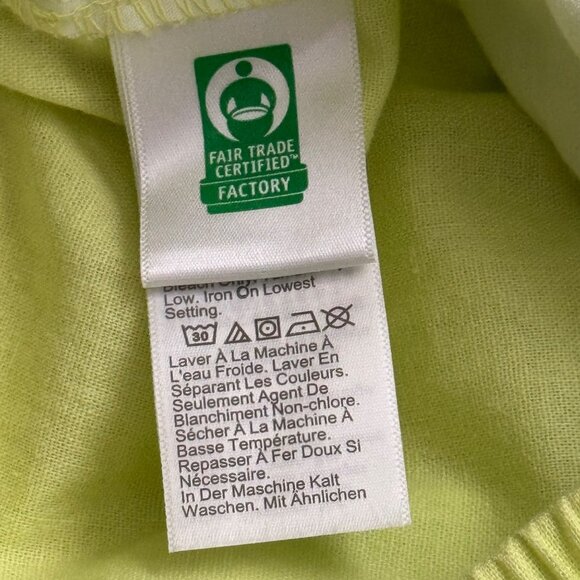 FAIR TRADE
CERTIFIED™
FACTORY
Bleach Only.
Low. Iron On Lowest
Setting.
30
Laver À La Machine À
L'eau Froide. Laver En
Séparant Les Couleurs.
Seulement Agent De
Blanchiment Non-chlore.
Sécher À La Machine À
Basse Température.
Repasser À Fer Doux Si
Nécessaire.
In Der Maschine Kalt
Waschen. Mit Ähnlichen